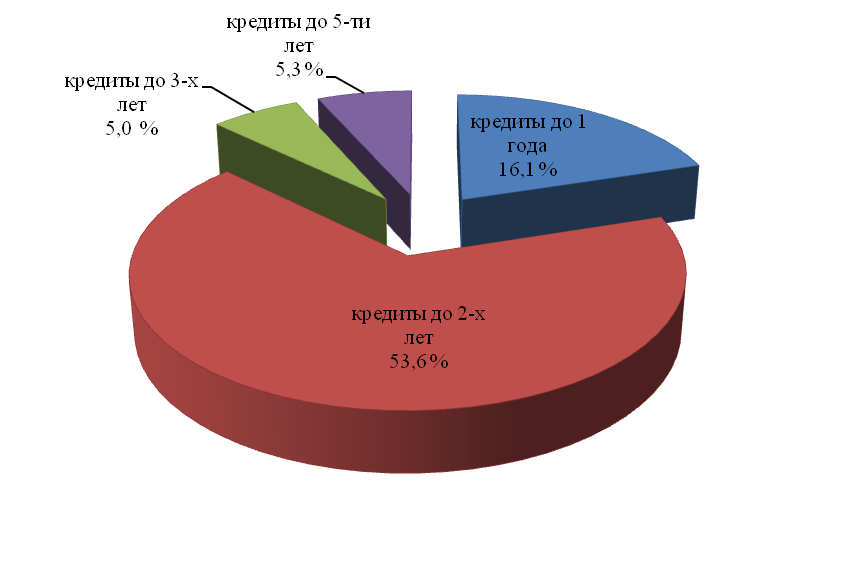 кредиты до 5-ти
лет
5,3 %
кредиты до 3-х
лет
5,0 %
кредиты до 1
года
16,1 %
кредиты до 2-х
лет
53,6 %